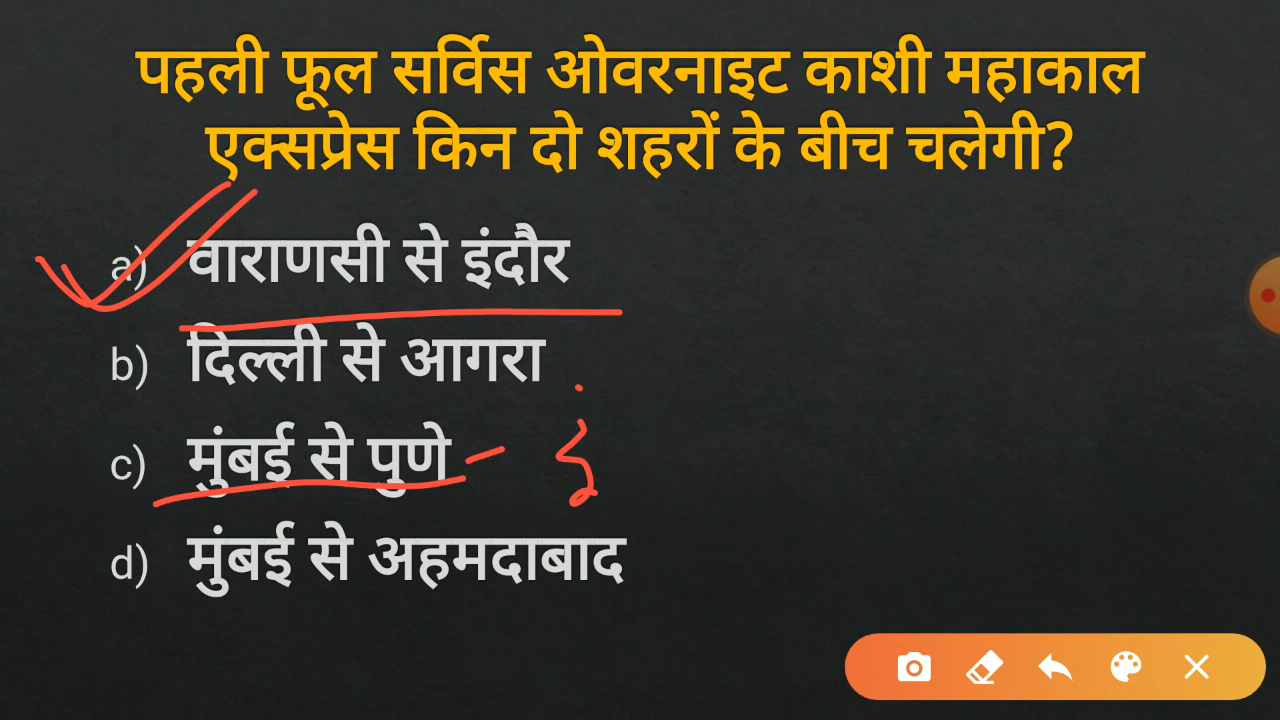 पहली फूल सर्विस ओवरनाइट काशी महाकाल
एक्सप्रेस किन दो शहरों के बीच चलेगी?
a) वाराणसी से इंदौर
b) दिल्ली से आगरा
c) मुंबई से पुणे
d) मुंबई से अहमदाबाद